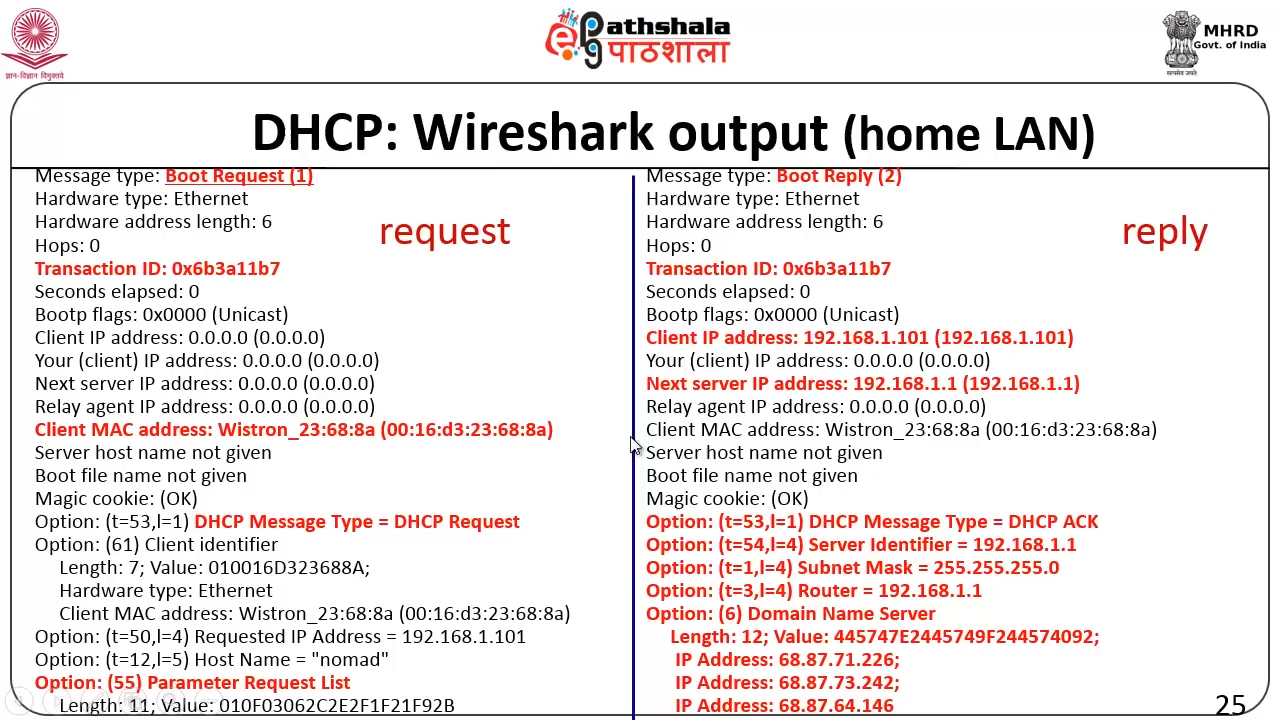 ज्ञान-विज्ञान विमुक्तये
ePathshala
पाठशाला
सत्यमेव जयते
MHRD
Govt. of India
DHCP: Wireshark output (home LAN)
Message type: Boot Request (1)
Hardware type: Ethernet
Hardware address length: 6
Hops: 0
request
Transaction ID: 0x6b3a11b7
Seconds elapsed: 0
Bootp flags: 0x0000 (Unicast)
Client IP address: 0.0.0.0 (0.0.0.0)
Your (client) IP address: 0.0.0.0 (0.0.0.0)
Next server IP address: 0.0.0.0 (0.0.0.0)
Relay agent IP address: 0.0.0.0 (0.0.0.0)
Client MAC address: Wistron_23:68:8a (00:16:d3:23:68:8a)
Server host name not given
Boot file name not given
Magic cookie: (OK)
Option: (t=53,l=1) DHCP Message Type = DHCP Request
Option: (61) Client identifier
Length: 7; Value: 010016D323688A;
Hardware type: Ethernet
Client MAC address: Wistron_23:68:8a (00:16:d3:23:68:8a)
Option: (t=50,l=4) Requested IP Address = 192.168.1.101
Option: (t=12,l=5) Host Name = "nomad"
Option: (55) Parameter Request List
Length: 11; Value: 010F03062C2E2F1F21F92B
Message type: Boot Reply (2)
Hardware type: Ethernet
Hardware address length: 6
Hops: 0
reply
Transaction ID: 0x6b3a11b7
Seconds elapsed: 0
Bootp flags: 0x0000 (Unicast)
Client IP address: 192.168.1.101 (192.168.1.101)
Your (client) IP address: 0.0.0.0 (0.0.0.0)
Next server IP address: 192.168.1.1 (192.168.1.1)
Relay agent IP address: 0.0.0.0 (0.0.0.0)
Client MAC address: Wistron_23:68:8a (00:16:d3:23:68:8a)
Server host name not given
Boot file name not given
Magic cookie: (OK)
Option: (t=53,l=1) DHCP Message Type = DHCP ACK
Option: (t=54,l=4) Server Identifier = 192.168.1.1
Option: (t=1,l=4) Subnet Mask = 255.255.255.0
Option: (t=3,l=4) Router = 192.168.1.1
Option: (6) Domain Name Server
Length: 12; Value: 445747E2445749F244574092;
IP Address: 68.87.71.226;
IP Address: 68.87.73.242;
IP Address: 68.87.64.146
25